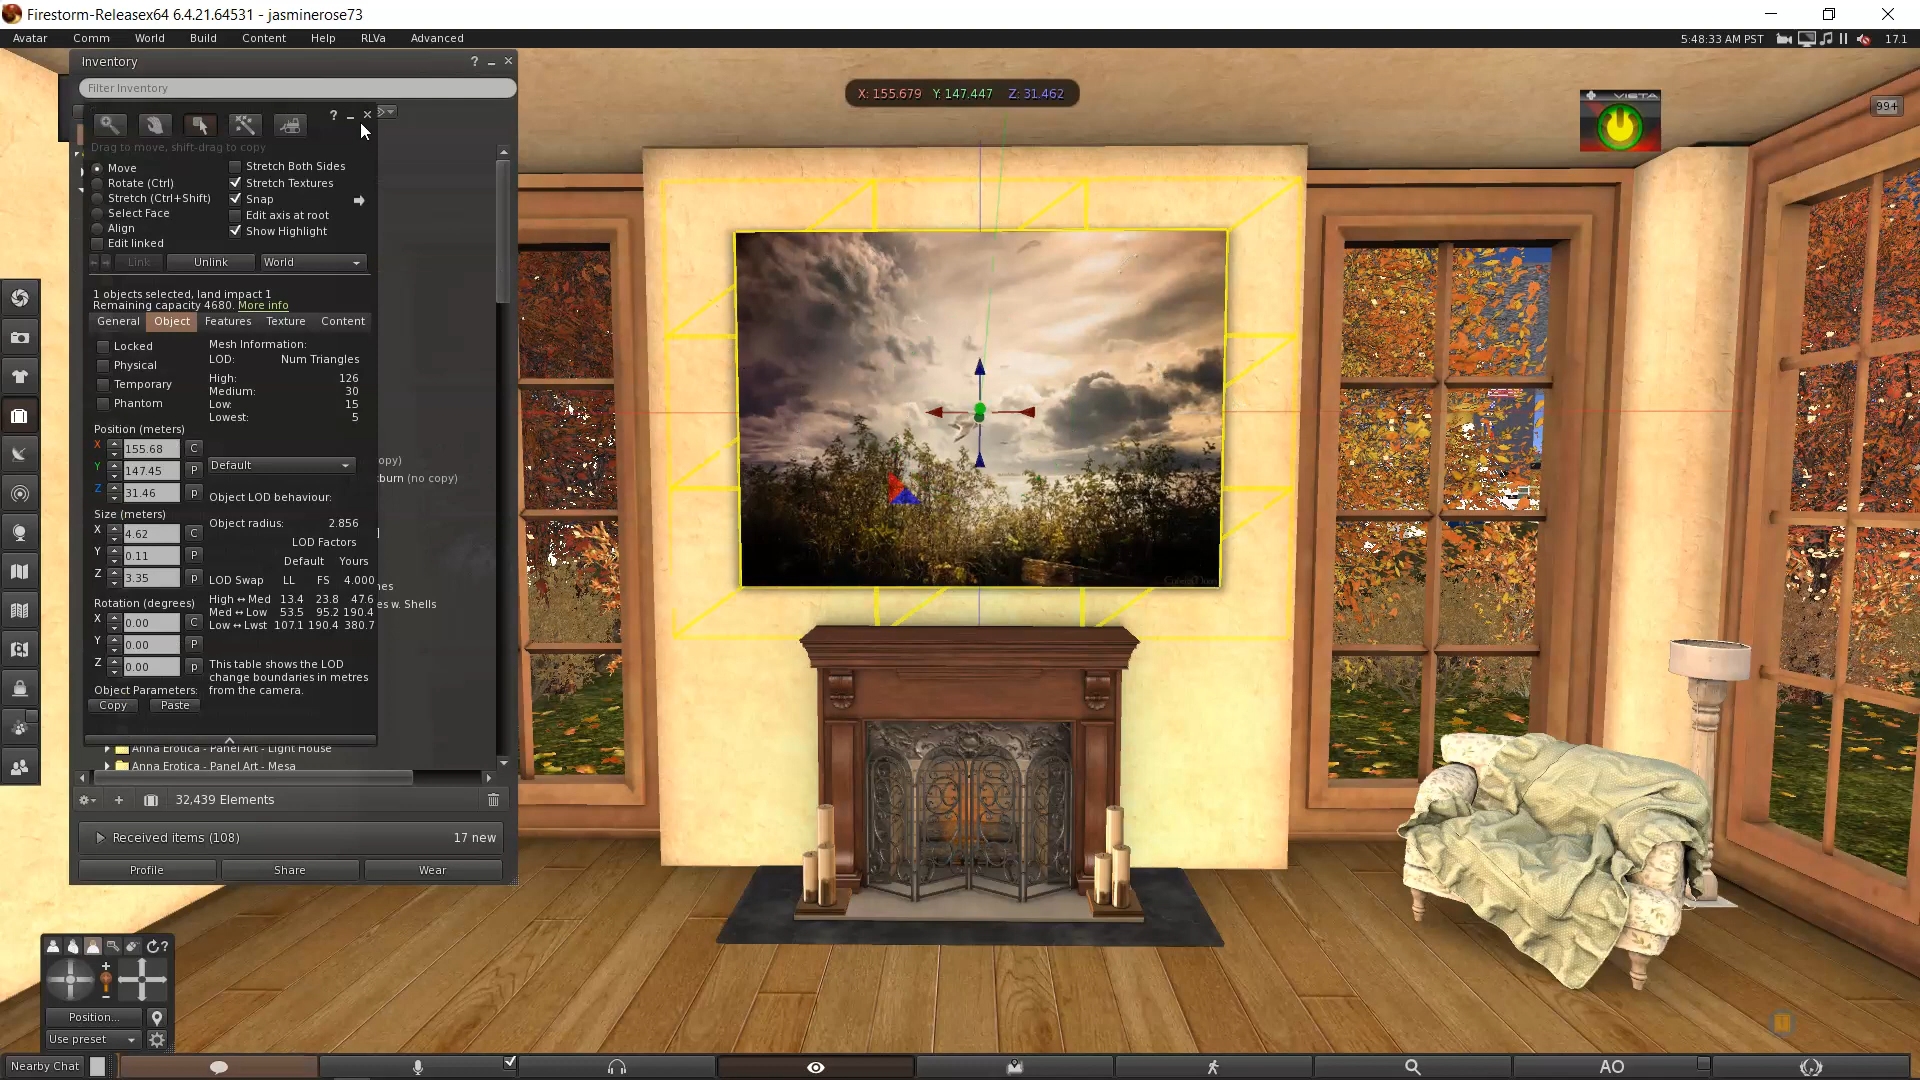 Firestorm-Releasex64 6.4.21.64531 - jasminerose73
Avatar Comm World Build Content Help RLVa Advanced
5:48:33 AM PST 17.1
Inventory ?
Filter Inventory
X: 155.679 Y: 147.447 Z: 31.462
VISTA
99+
?
Drag to move, shift-drag to copy
Move
Rotate (Ctrl)
Stretch (Ctrl+Shift)
Select Face
Align
Edit linked
Stretch Both Sides
Stretch Textures
Snap
Edit axis at root
Show Highlight
Link Unlink World
1 objects selected, land impact 1
Remaining capacity 4680. More info
General Object Features Texture Content
Locked
Physical
Temporary
Phantom
Mesh Information:
LOD: Num Triangles
High: 126
Medium: 30
Low: 15
Lowest: 5
Position (meters)
X 155.68 C
Y 147.45 P
Z 31.46 p
Default
Object LOD behaviour:
Size (meters)
X 4.62 C
Y 0.11 P
Z 3.35 p
Object radius: 2.856
LOD Factors
Default Yours
LOD Swap LL FS 4.000
High↔Med 13.4 23.8 47.6
Med↔Low 53.5 95.2 190.4
Low↔Lwst 107.1 190.4 380.7
Rotation (degrees)
X 0.00 C
Y 0.00 P
Z 0.00 p
This table shows the LOD
change boundaries in metres
from the camera.
Object Parameters:
Copy Paste
opy)
burn (no copy)
]
nes
es w. Shells
Anna Erotica - Panel Art - Light House
Anna Erotica - Panel Art - Mesa
32,439 Elements
Received items (108) 17 new
Profile Share Wear
?
Position...
Use preset
Nearby Chat
AO